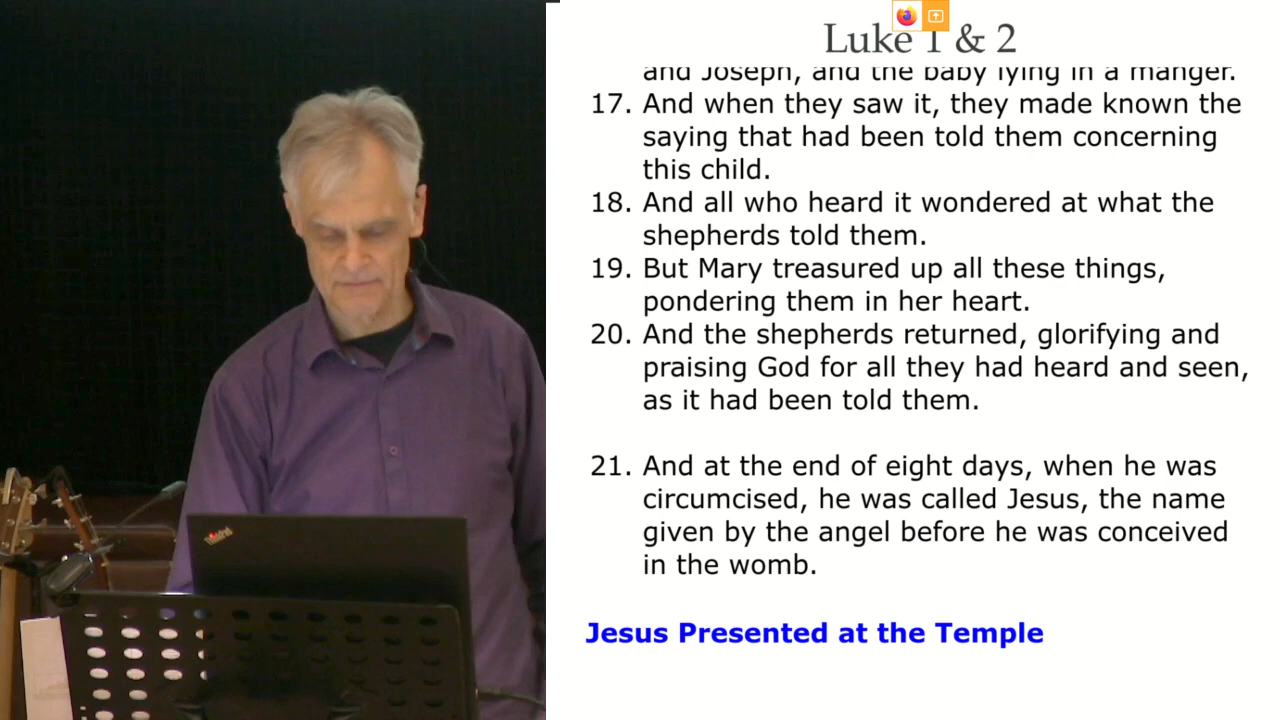 Luke 1 & 2
and Joseph, and the baby lying in a manger.
17. And when they saw it, they made known the
saying that had been told them concerning
this child.
18. And all who heard it wondered at what the
shepherds told them.
19. But Mary treasured up all these things,
pondering them in her heart.
20. And the shepherds returned, glorifying and
praising God for all they had heard and seen,
as it had been told them.
21. And at the end of eight days, when he was
circumcised, he was called Jesus, the name
given by the angel before he was conceived
in the womb.
Jesus Presented at the Temple
ThinkPad